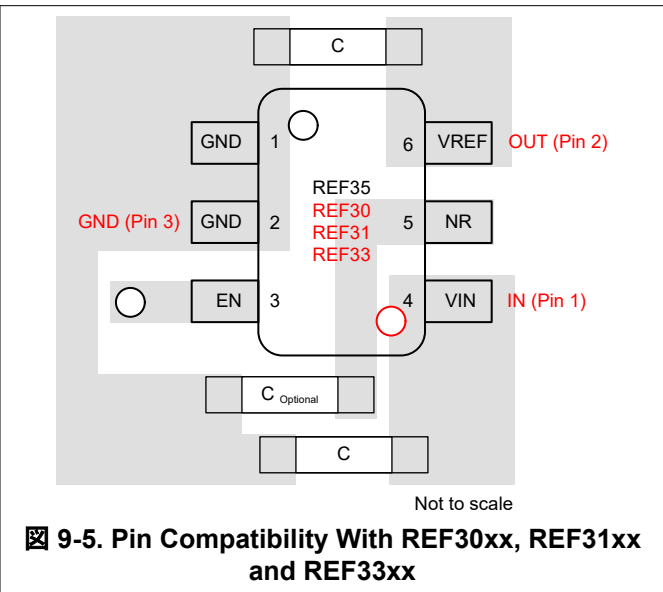 C
GND 1
6 VREF OUT (Pin 2)
REF35
GND (Pin 3) GND 2
REF30
5 NR
REF31
REF33
EN 3
4 VIN IN (Pin 1)
C Optional
C
Not to scale
図 9-5. Pin Compatibility With REF30xx, REF31xx
and REF33xx